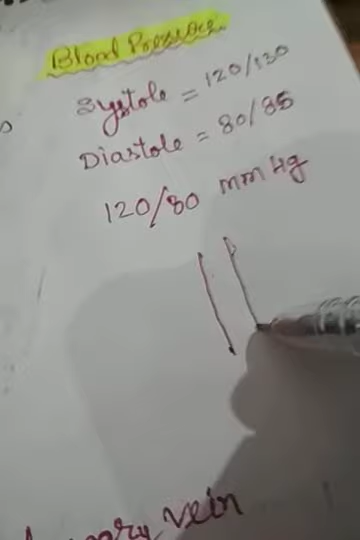 Blood Pressure
Systole = 120/130
Diastole = 80/85
120/80 mm Hg
vein